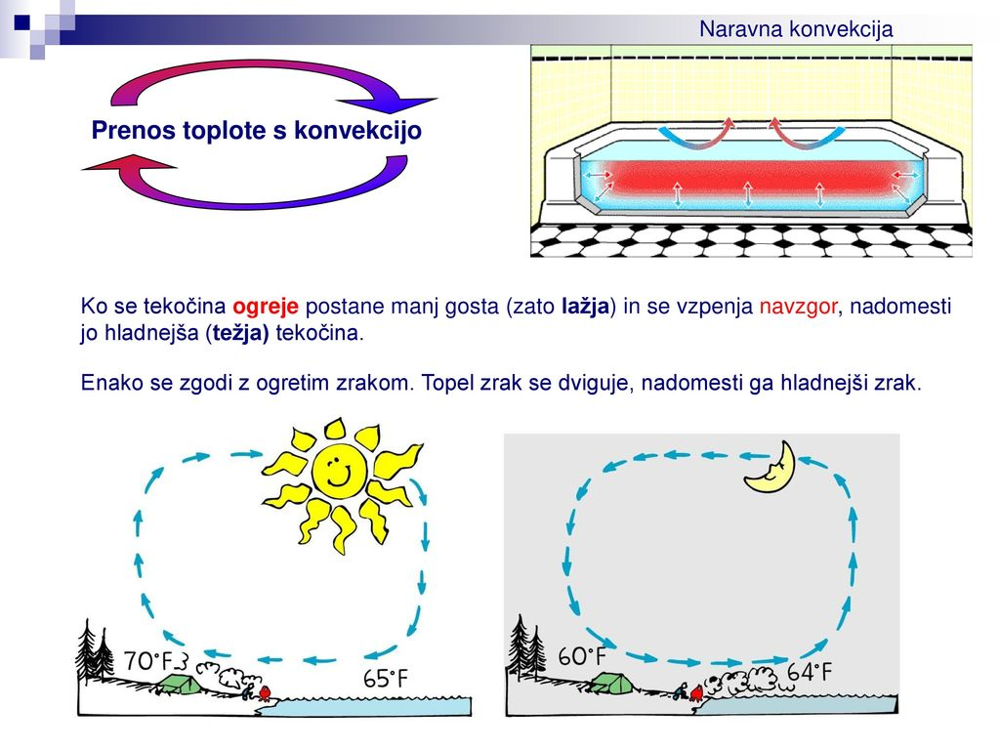 Naravna konvekcija
Prenos toplote s konvekcijo
Ko se tekočina ogreje postane manj gosta (zato lažja) in se vzpenja navzgor, nadomesti
jo hladnejša (težja) tekočina.
Enako se zgodi z ogretim zrakom. Topel zrak se dviguje, nadomesti ga hladnejši zrak.
70°F
65°F
60°F
64°F